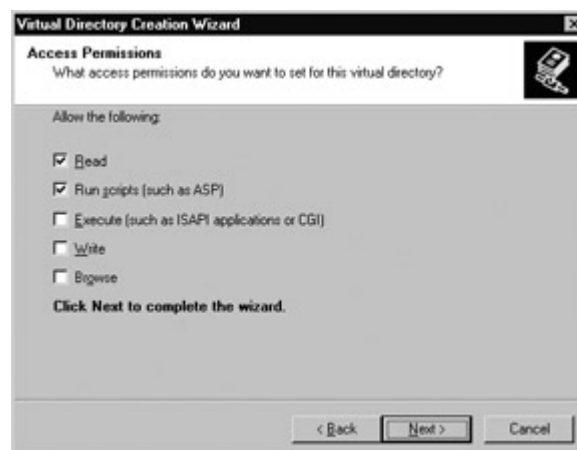 Virtual Directory Creation Wizard
Access Permissions
What access permissions do you want to set for this virtual directory?
Allow the following:
Read
Run scripts (such as ASP)
Execute (such as ISAPI applications or CGI)
Write
Browse
Click Next to complete the wizard.
< Back Next > Cancel